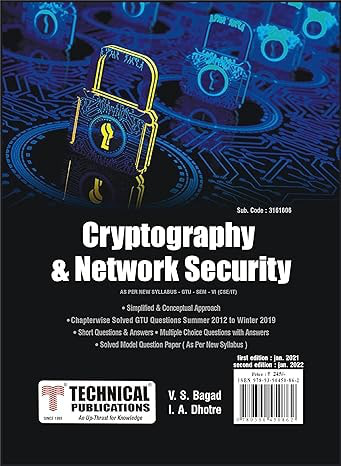 Sub. Code : 3161606
Cryptography
& Network Security
AS PER NEW SYLLABUS - GTU - SEM - VI (CSE/IT)
• Simplified & Conceptual Approach
• Chapterwise Solved GTU Questions Summer 2012 to Winter 2019
• Short Questions & Answers • Multiple Choice Questions with Answers
• Solved Model Question Paper ( As Per New Syllabus )
first edition : jan. 2021
second edition : jan. 2022
T
SINCE 1993
TECHNICAL
PUBLICATIONS
An Up-Thrust for Knowledge
V. S. Bagad
I. A. Dhotre